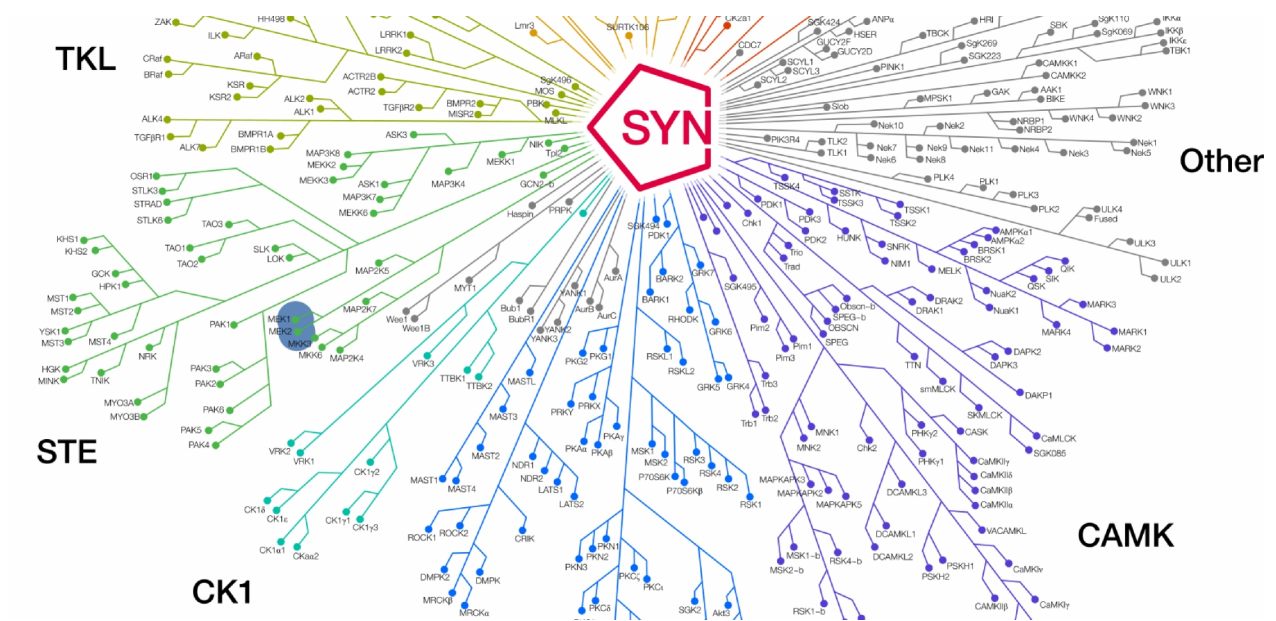 ZAK
HH498
Lmr3
SURTK106
CK2a1
SGK424
ANPα
HRI
SBK
SgK110
IKKα
ILK
LRRK1
HSER
TBCK
SgK069
IKKβ
TKL
GUCY2F
IKKε
LRRK2
CDC7
GUCY2D
SgK269
TBK1
CRaf
ARaf
SCYL1
SGK223
CAMKK1
BRaf
ACTR2B
SgK496
SCYL3
PINK1
CAMKK2
KSR
ACTR2
MOS
SCYL2
KSR2
ALK2
PBK
MPSK1
GAK
AAK1
BIKE
WNK1
ALK1
TGFβIR2
BMPR2
MISR2
SYN
Slob
WNK3
ALK4
MLKL
Nek10
Nek2
NRBP1
WNK4
WNK2
TGFβR1
BMPR1A
ASK3
NRBP2
ALK7
BMPR1B
NIK
PIK3R4
TLK2
Nek7
Nek9
Nek11
Nek4
Nek1
MAP3K8
MEKK1
Tpl2
TLK1
Nek6
Nek8
Nek3
Nek5
Other
MEKK2
OSR1
MEKK3
ASK1
MAP3K4
GCN2-b
TSSK4
PLK4
PLK1
STLK3
MAP3K7
SSTK
PLK3
STRAD
MEKK6
Haspin
PRPK
PDK1
TSSK3
TSSK1
PLK2
ULK4
STLK6
TAO3
SGK494
Chk1
PDK3
TSSK2
Fused
PDK1
PDK2
HUNK
AMPKα1
KHS1
TAO1
SLK
Trio
SNRK
AMPKα2
ULK3
KHS2
LOK
BRSK1
TAO2
MAP2K5
AurA
GRK7
Trad
NIM1
BRSK2
QIK
ULK1
GCK
BARK2
MELK
SIK
ULK2
HPK1
MYT1
YANK1
SGK495
QSK
MST1
MAP2K7
BARK1
NuaK2
MST2
Bub1
AurB
Obscn-b
DRAK2
MARK3
MEK1
Wee1
BubR1
AurC
RHODK
SPEG-b
DRAK1
NuaK1
YSK1
PAK1
MEK2
Wee1B
YANK2
GRK6
Pim2
OBSCN
MARK4
MARK1
MST3
MST4
MKK3
YANK3
SPEG
MARK2
NRK
MKK6
MAP2K4
PKG2
PKG1
RSKL1
Pim1
DAPK2
HGK
PAK3
VRK3
RSKL2
Pim3
TTN
DAPK3
MINK
TNIK
PAK2
TTBK1
TTBK2
MASTL
GRK5
GRK4
Trb3
smMLCK
DAKP1
MYO3A
PAK6
PRKY
PRKX
SKMLCK
MYO3B
MAST3
Trb1
Trb2
PAK5
PKAγ
MNK1
PHKγ2
CASK
CaMLCK
PAK4
VRK2
MAST2
PKAα
PKAβ
MSK1
RSK3
MNK2
Chk2
SGK085
STE
VRK1
CK1γ2
NDR1
MSK2
RSK4
PHKγ1
CaMKIIγ
MAST1
MAST4
NDR2
P70S6K
RSK2
MAPKAPK3
CaMKIIδ
LATS1
P70S6Kβ
MAPKAPK2
DCAMKL3
CaMKIIβ
CK1δ
LATS2
RSK1
MAPKAPK5
CaMKIIα
CK1ε
CK1γ1
CK1γ3
ROCK1
ROCK2
CRIK
DCAMKL1
VACAMKL
CAMK
CK1α1
CKaα2
PKN1
PKN2
MSK1-b
DCAMKL2
PKN3
MSK2-b
RSK4-b
PSKH1
CaMKIv
DMPK2
DMPK
PKCζ
PSKH2
CK1
PKCι
MRCKβ
PKCδ
SGK2
Akt3
RSK1-b
CAMKIIβ
CaMKIγ
MRCKα